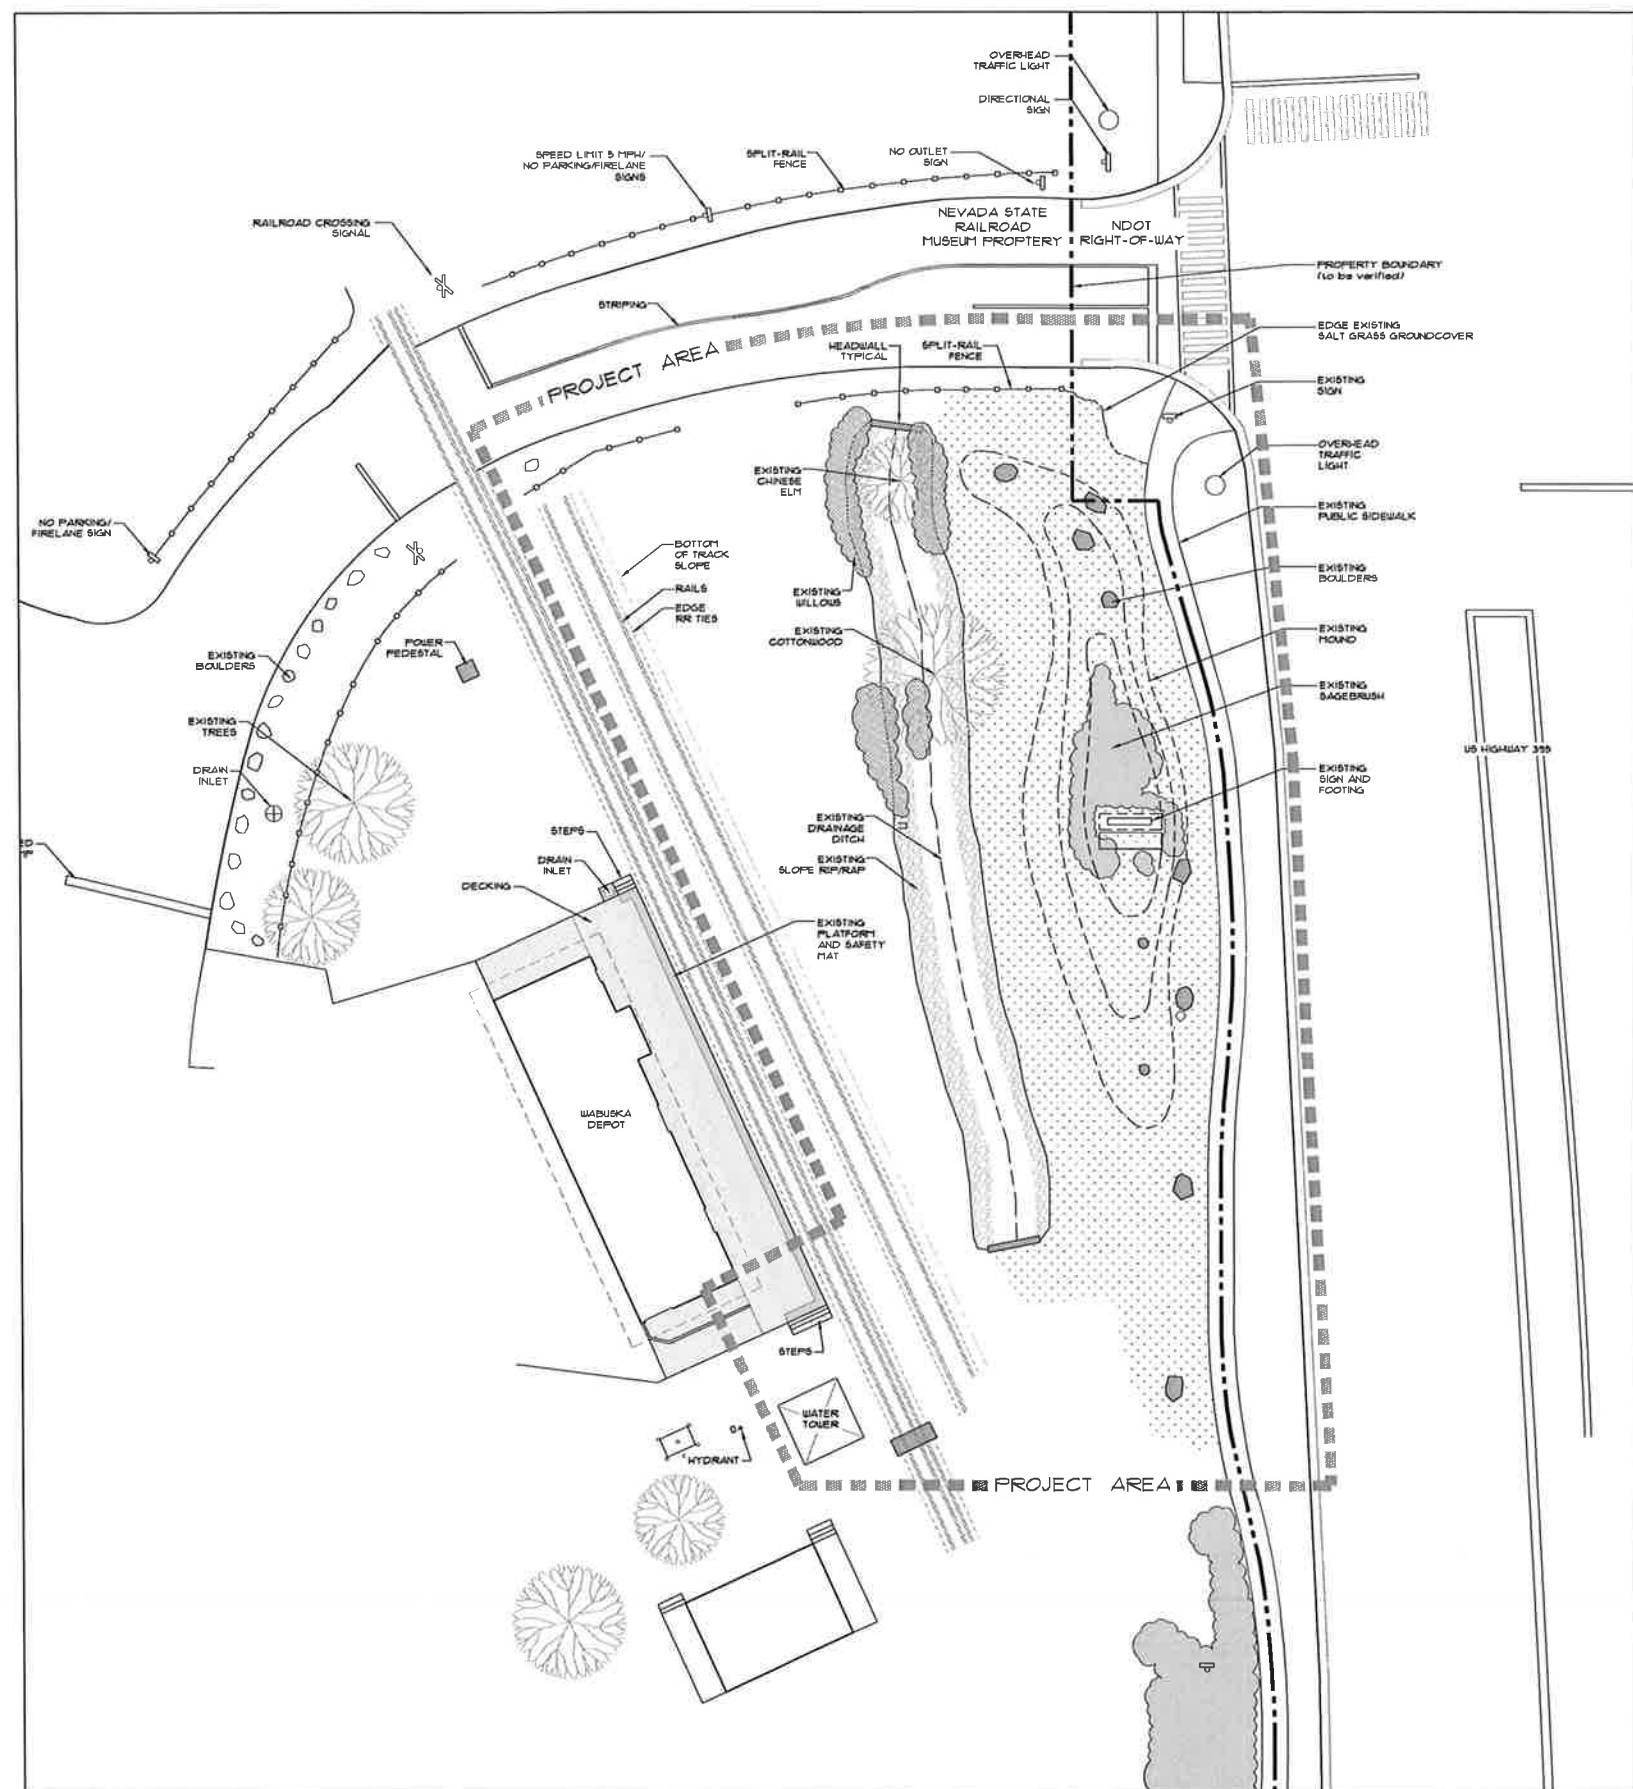 OVERHEAD
TRAFFIC LIGHT
DIRECTIONAL
SIGN
SPEED LIMIT 5 MPH/
NO PARKING/FIRELANE
SIGNS
SPLIT-RAIL
FENCE
NO OUTLET
SIGN
RAILROAD CROSSING
SIGNAL
NEVADA STATE
RAILROAD
MUSEUM PROPTERY
NDOT
RIGHT-OF-WAY
PROPERTY BOUNDARY
(to be verified)
STRIPING
PROJECT AREA
HEADWALL
TYPICAL
SPLIT-RAIL
FENCE
EDGE EXISTING
SALT GRASS GROUNDCOVER
EXISTING
SIGN
OVERHEAD
TRAFFIC
LIGHT
EXISTING
CHINESE
ELM
EXISTING
PUBLIC SIDEWALK
NO PARKING/
FIRELANE SIGN
BOTTOM
OF TRACK
SLOPE
RAILS
EDGE
RR TIES
EXISTING
WILLOWS
EXISTING
BOULDERS
EXISTING
COTTONWOOD
EXISTING
MOUND
POWER
PEDESTAL
EXISTING
BOULDERS
EXISTING
SAGEBRUSH
EXISTING
TREES
US HIGHWAY 395
DRAIN
INLET
EXISTING
SIGN AND
FOOTING
EXISTING
DRAINAGE
DITCH
STEPS
DRAIN
INLET
EXISTING
SLOPE RIP/RAP
DECKING
EXISTING
PLATFORM
AND SAFETY
MAT
WABUSKA
DEPOT
STEPS
WATER
TOWER
HYDRANT
PROJECT AREA